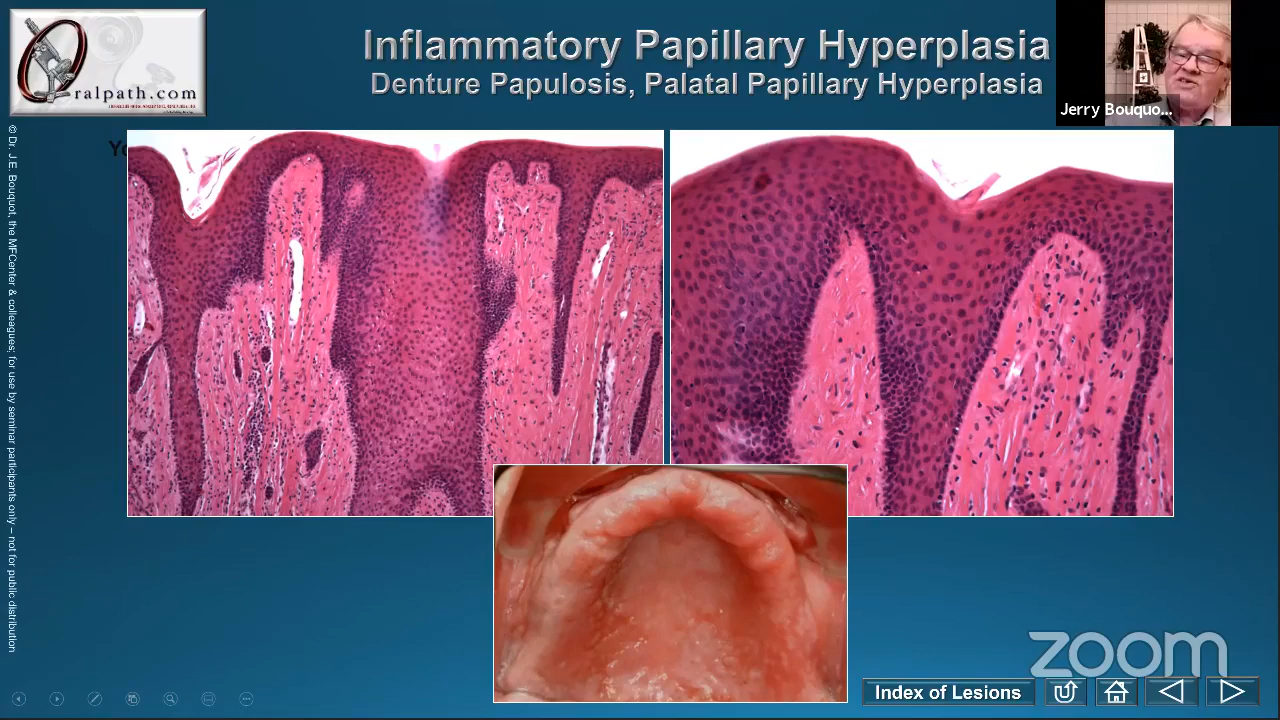 Inflammatory Papillary Hyperplasia
Denture Papulosis, Palatal Papillary Hyperplasia
Oralpath.com
Jerry Bouquo...
© Dr. J.E. Bouquot, the MFCenter & colleagues; for use by seminar participants only – not for public distribution
zoom
Index of Lesions